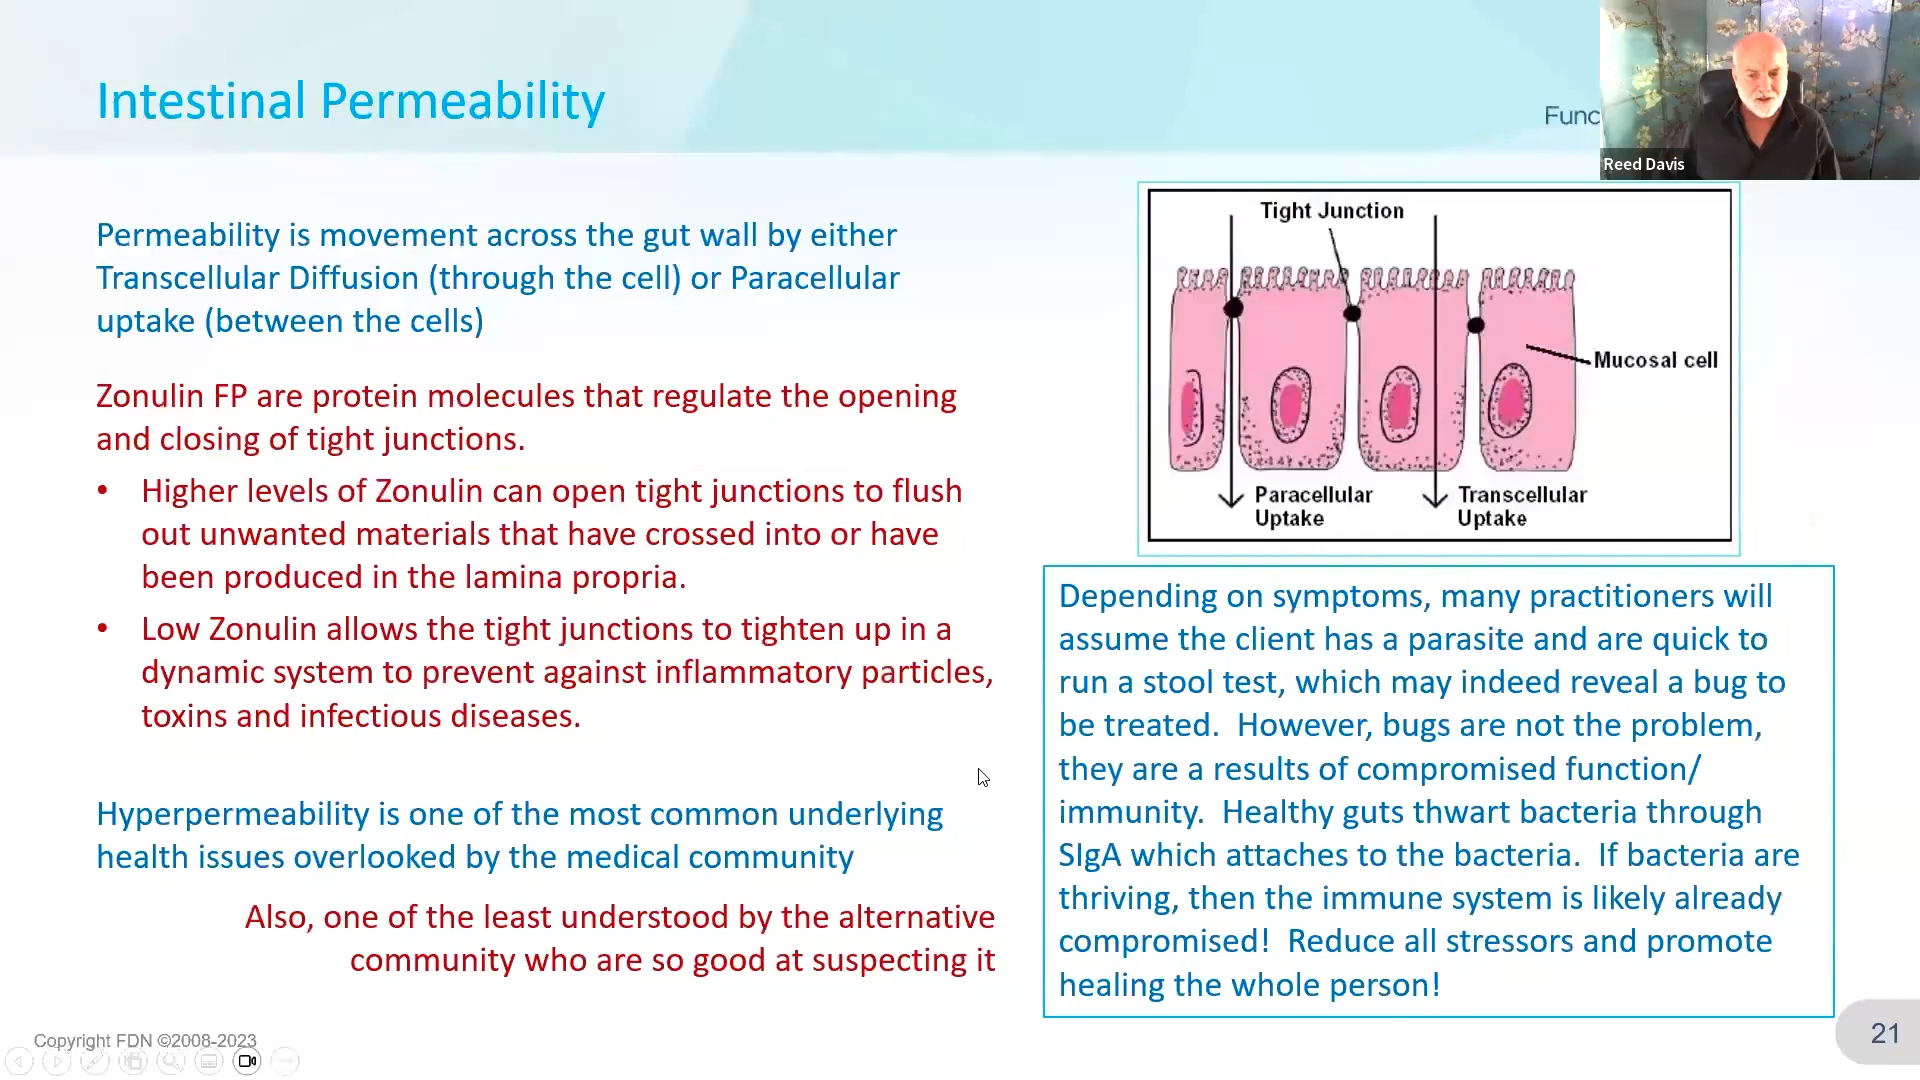 Intestinal Permeability
Func
Reed Davis
Permeability is movement across the gut wall by either
Transcellular Diffusion (through the cell) or Paracellular
uptake (between the cells)
Zonulin FP are protein molecules that regulate the opening
and closing of tight junctions.
• Higher levels of Zonulin can open tight junctions to flush
out unwanted materials that have crossed into or have
been produced in the lamina propria.
• Low Zonulin allows the tight junctions to tighten up in a
dynamic system to prevent against inflammatory particles,
toxins and infectious diseases.
Hyperpermeability is one of the most common underlying
health issues overlooked by the medical community
Also, one of the least understood by the alternative
community who are so good at suspecting it
Tight Junction
Mucosal cell
Paracellular
Uptake
Transcellular
Uptake
Depending on symptoms, many practitioners will
assume the client has a parasite and are quick to
run a stool test, which may indeed reveal a bug to
be treated.  However, bugs are not the problem,
they are a results of compromised function/
immunity.  Healthy guts thwart bacteria through
SIgA which attaches to the bacteria.  If bacteria are
thriving, then the immune system is likely already
compromised!  Reduce all stressors and promote
healing the whole person!
Copyright FDN ©2008-2023
21